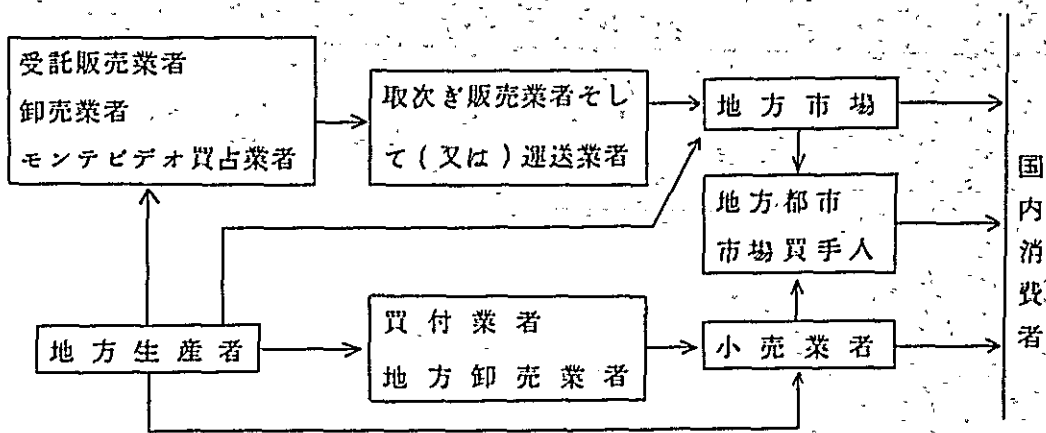 受託販売業者
卸売業者
モンテビデオ買占業者
取次ぎ販売業者そし
て(又は)運送業者
地方市場
地方都市
市場買手人
国内消費者
地方生産者
買付業者
地方卸売業者
小売業者